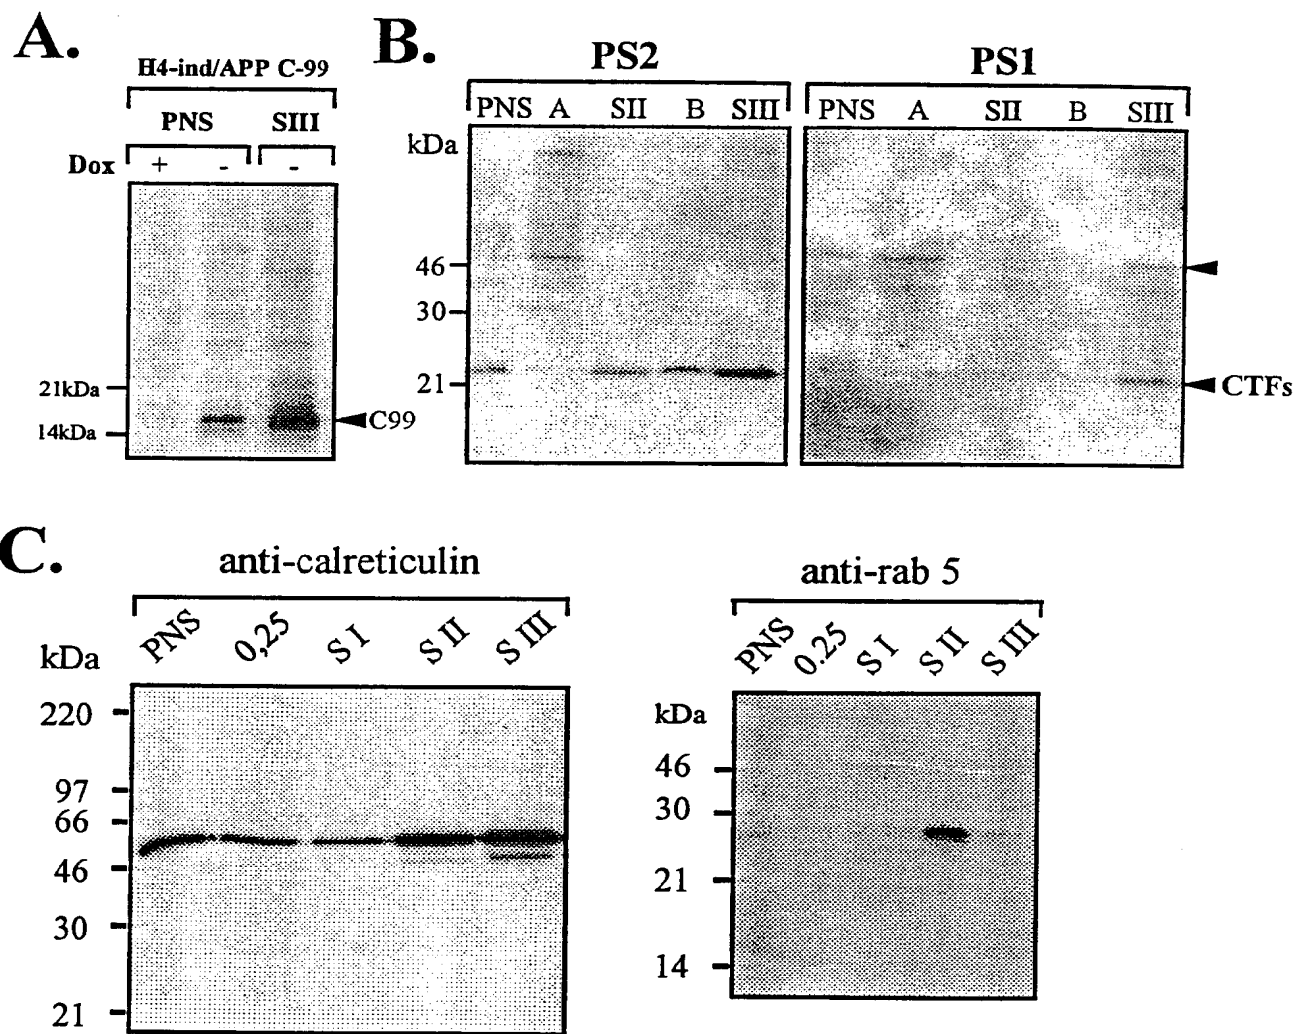 A.
H4-ind/APP C-99
PNS SIII
Dox + - -
21kDa
14kDa
C99
B.
PS2 PS1
PNS A SII B SIII PNS A SII B SIII
kDa
46
30
21
CTFs
C.
anti-calreticulin
PNS 0,25 S I S II S III
kDa
220
97
66
46
30
21
anti-rab 5
PNS 0.25 S I S II S III
kDa
46
30
21
14